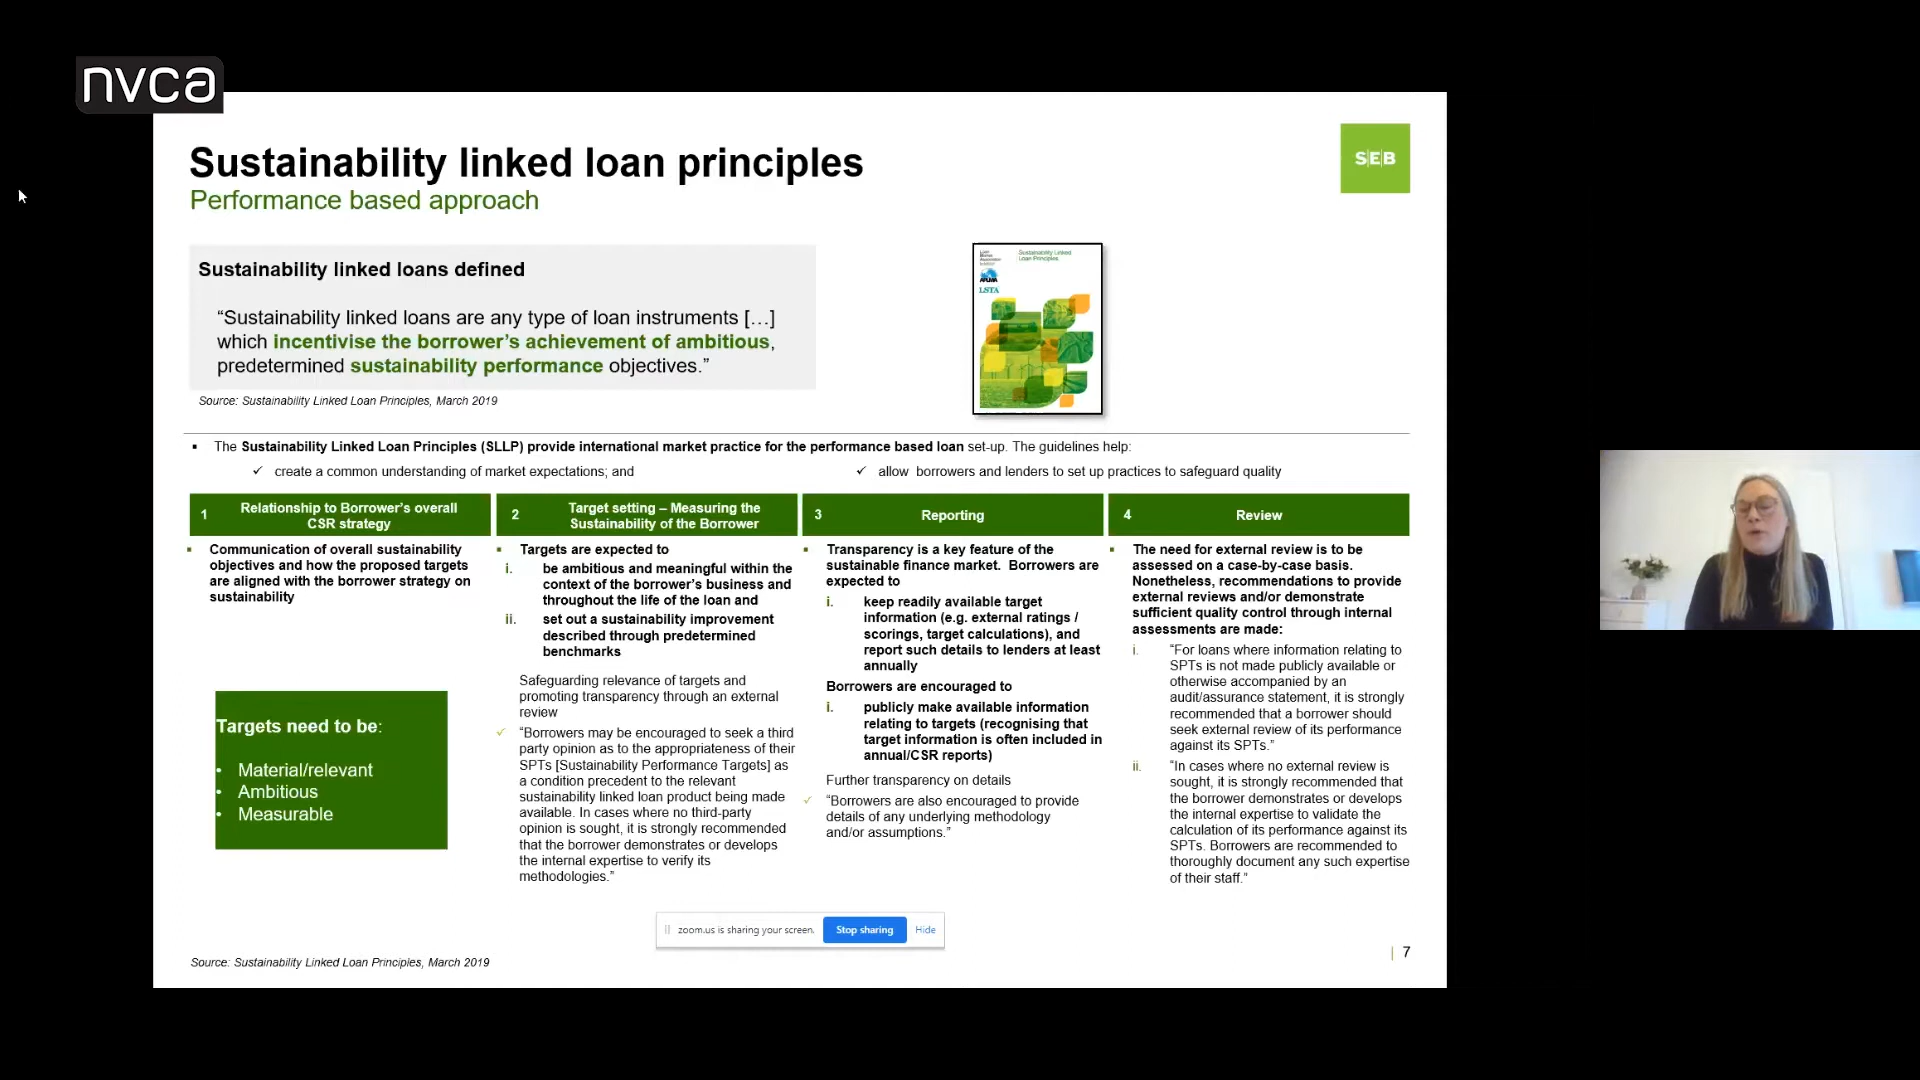 nvca
Sustainability linked loan principles
Performance based approach
S|E|B
Sustainability linked loans defined
“Sustainability linked loans are any type of loan instruments […]
which incentivise the borrower’s achievement of ambitious,
predetermined sustainability performance objectives.”
Source: Sustainability Linked Loan Principles, March 2019
Sustainability Linked
Loan Principles
APLMA
LSTA
The Sustainability Linked Loan Principles (SLLP) provide international market practice for the performance based loan set-up. The guidelines help:
✓ create a common understanding of market expectations; and
✓ allow borrowers and lenders to set up practices to safeguard quality
1 Relationship to Borrower’s overall
CSR strategy
Communication of overall sustainability
objectives and how the proposed targets
are aligned with the borrower strategy on
sustainability
Targets need to be:
• Material/relevant
• Ambitious
• Measurable
2 Target setting – Measuring the
Sustainability of the Borrower
Targets are expected to
i. be ambitious and meaningful within the
context of the borrower’s business and
throughout the life of the loan and
ii. set out a sustainability improvement
described through predetermined
benchmarks
Safeguarding relevance of targets and
promoting transparency through an external
review
✓ “Borrowers may be encouraged to seek a third
party opinion as to the appropriateness of their
SPTs [Sustainability Performance Targets] as
a condition precedent to the relevant
sustainability linked loan product being made
available. In cases where no third-party
opinion is sought, it is strongly recommended
that the borrower demonstrates or develops
the internal expertise to verify its
methodologies.”
3 Reporting
Transparency is a key feature of the
sustainable finance market. Borrowers are
expected to
i. keep readily available target
information (e.g. external ratings /
scorings, target calculations), and
report such details to lenders at least
annually
Borrowers are encouraged to
i. publicly make available information
relating to targets (recognising that
target information is often included in
annual/CSR reports)
Further transparency on details
✓ “Borrowers are also encouraged to provide
details of any underlying methodology
and/or assumptions.”
4 Review
The need for external review is to be
assessed on a case-by-case basis.
Nonetheless, recommendations to provide
external reviews and/or demonstrate
sufficient quality control through internal
assessments are made:
i. “For loans where information relating to
SPTs is not made publicly available or
otherwise accompanied by an
audit/assurance statement, it is strongly
recommended that a borrower should
seek external review of its performance
against its SPTs.”
ii. “In cases where no external review is
sought, it is strongly recommended that
the borrower demonstrates or develops
the internal expertise to validate the
calculation of its performance against its
SPTs. Borrowers are recommended to
thoroughly document any such expertise
of their staff.”
zoom.us is sharing your screen. Stop sharing Hide
Source: Sustainability Linked Loan Principles, March 2019
| 7